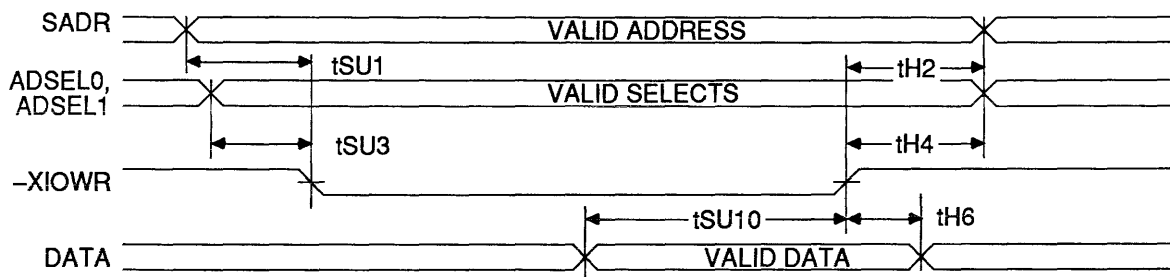 SADR
VALID ADDRESS
tSU1
tH2
ADSEL0,
ADSEL1
VALID SELECTS
tSU3
tH4
–XIOWR
tSU10
tH6
DATA
VALID DATA